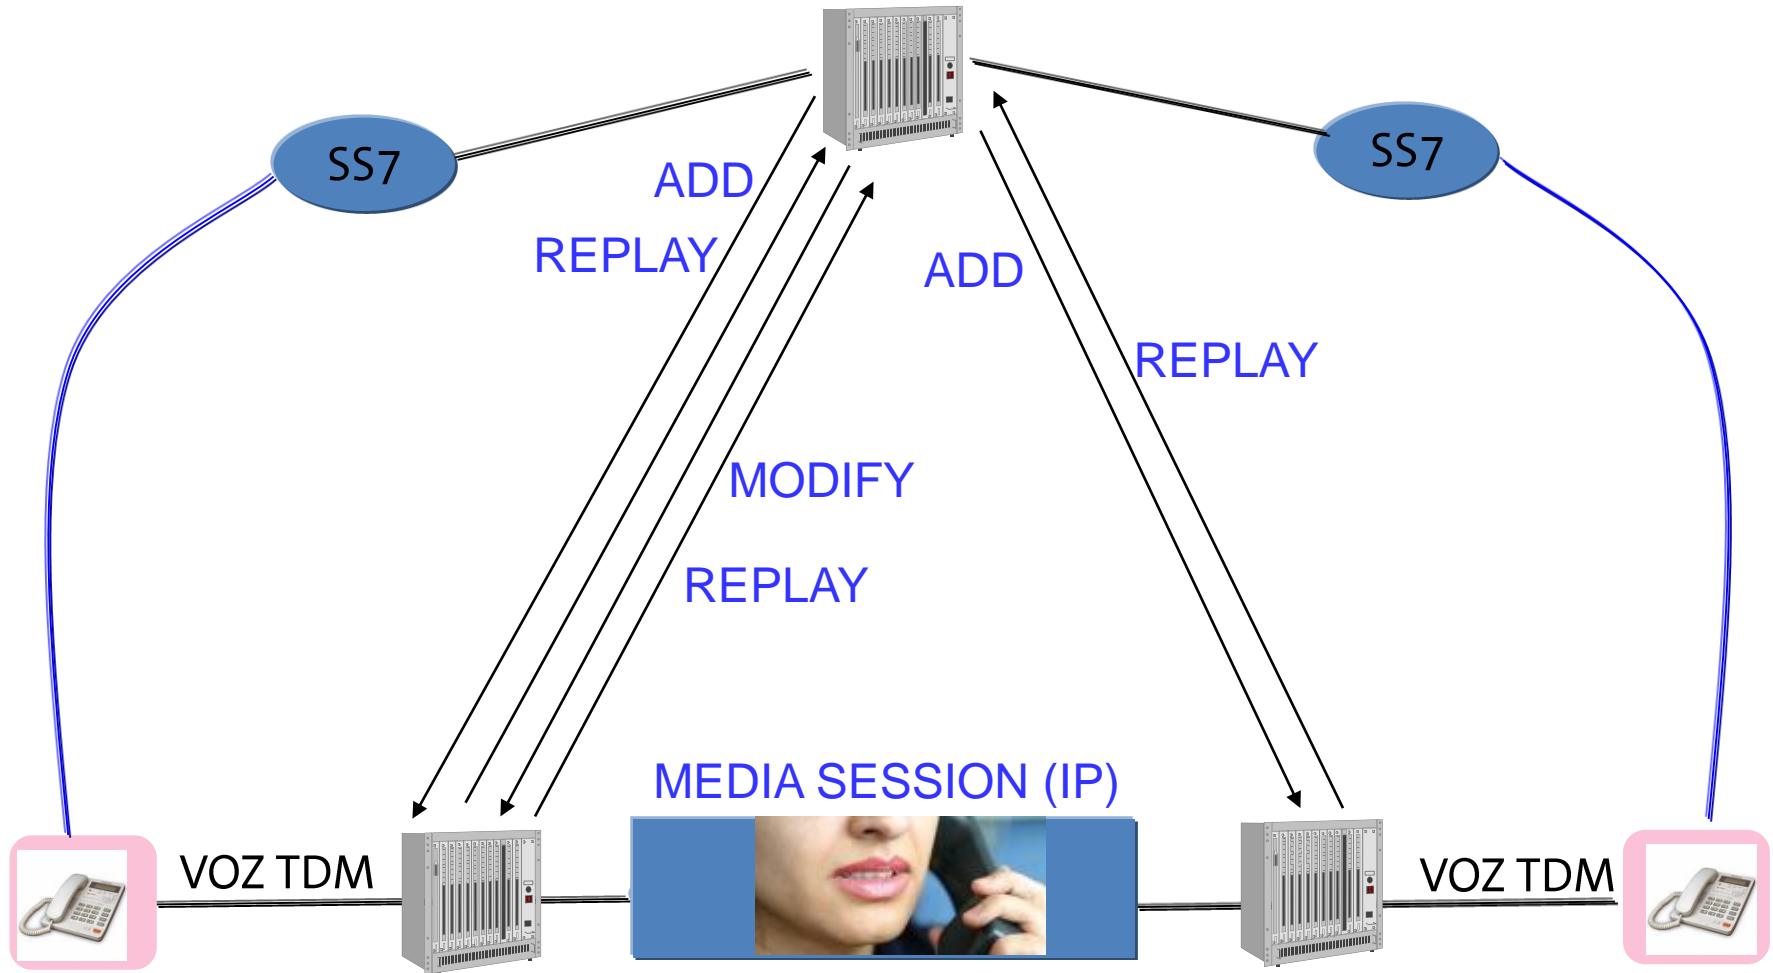 SS7
SS7
ADD
REPLAY
ADD
REPLAY
MODIFY
REPLAY
MEDIA SESSION (IP)
VOZ TDM
VOZ TDM